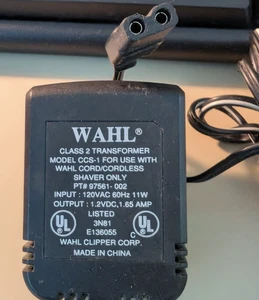 WAHL®
CLASS 2 TRANSFORMER
MODEL CCS-1 FOR USE WITH
WAHL CORD/CORDLESS
SHAVER ONLY
PT# 97561- 002
INPUT : 120VAC 60Hz 11W
OUTPUT : 1.2VDC, 1.65 AMP
LISTED
UL 3N81 C UL
E136055
WAHL CLIPPER CORP.
MADE IN CHINA